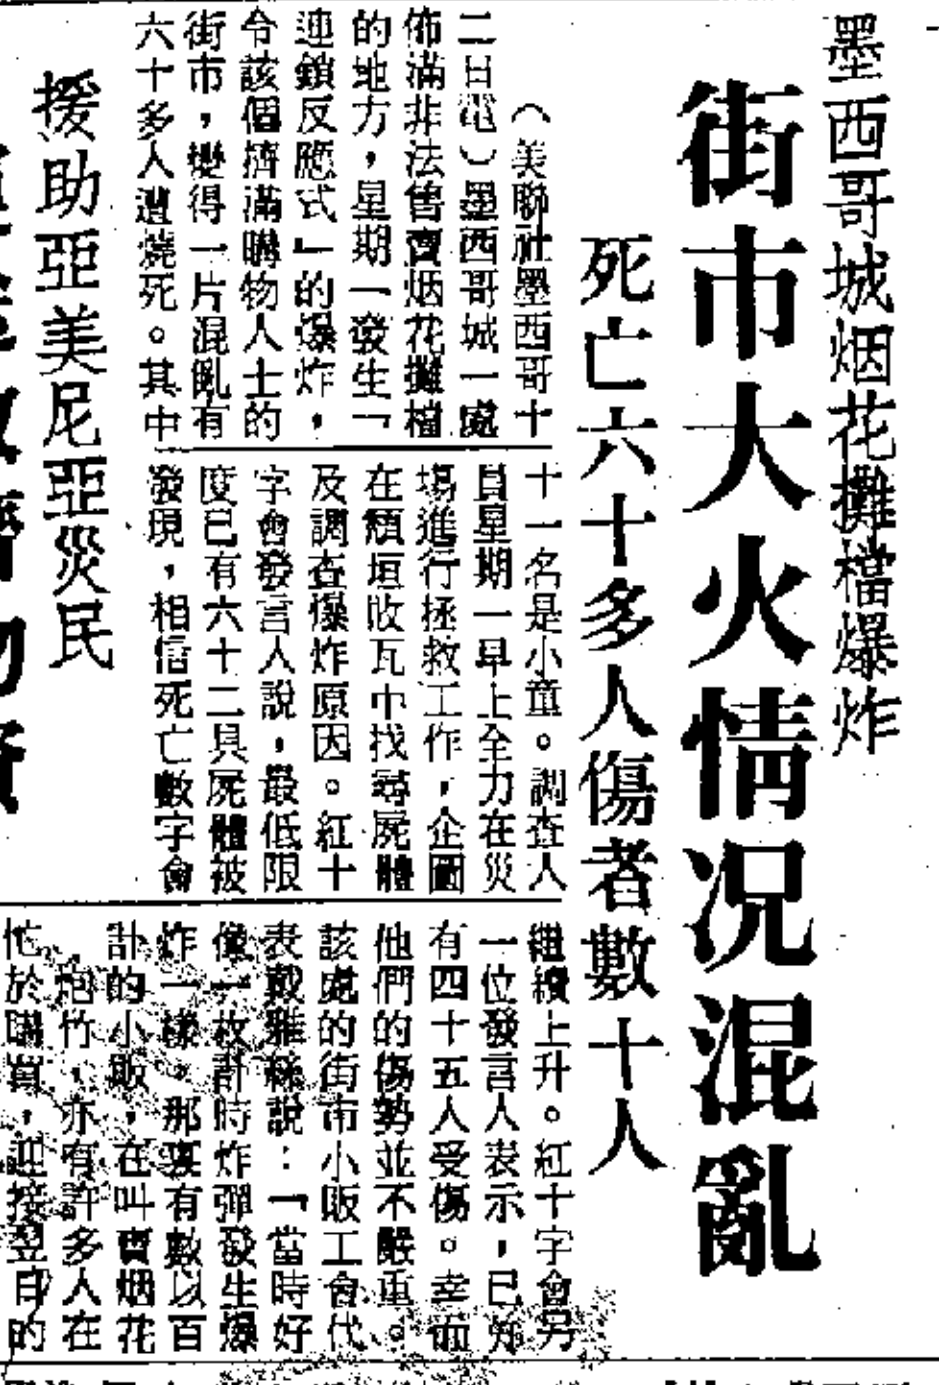 墨西哥城烟花攤檔爆炸
街市大火情況混亂
死亡六十多人傷者數十人
（美聯社墨西哥十
二日電）墨西哥城一處
佈滿非法售賣烟花攤檔
的地方，星期一發生「
連鎖反應式」的爆炸，
令該個擠滿購物人士的
街市，變得一片混亂有
六十多人遭燒死。其中
十一名是小童。調查人
員星期一早上全力在災
場進行拯救工作，企圖
在頹垣敗瓦中找尋屍體
及調查爆炸原因。紅十
字會發言人說，最低限
度已有六十二具屍體被
發現，相信死亡數字會
繼續上升。紅十字會另
一位發言人表示，已知
有四十五人受傷。幸而
他們的傷勢並不嚴重。
該處的街市小販工會代
表戴雅絲說：「當時好
像一枚計時炸彈發生爆
炸一樣。那裏有數以百
計的小販，在叫賣烟花
炮竹，亦有許多人在
忙於購買，迎接翌日的
援助亞美尼亞災民